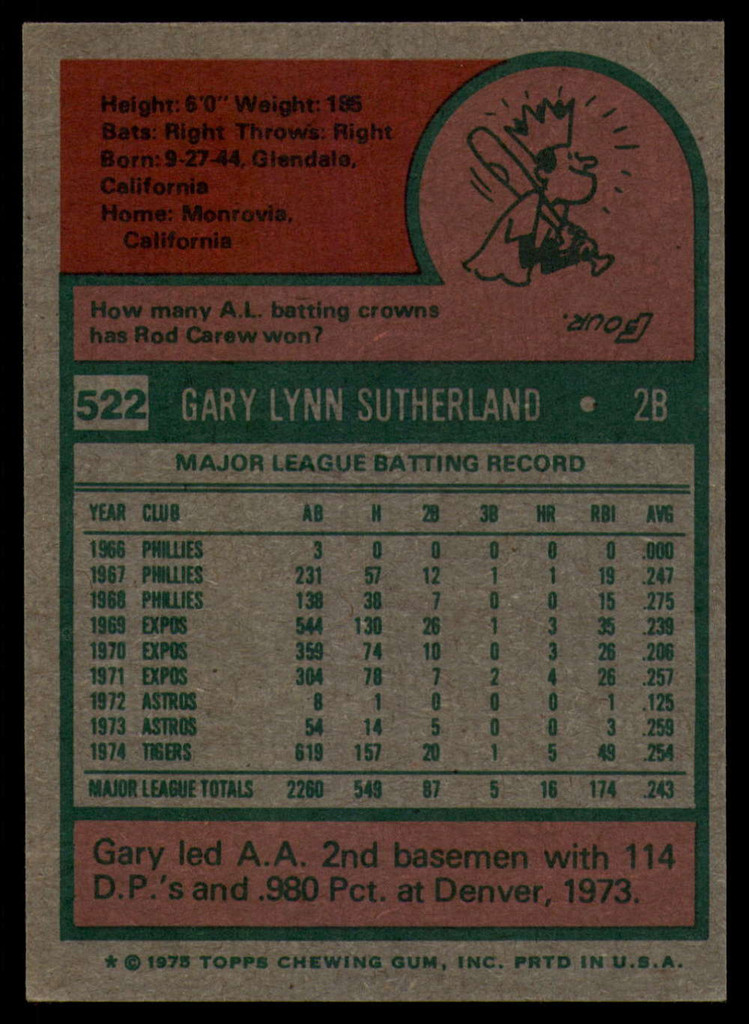 Height: 6'0" Weight: 185
Bats: Right Throws: Right
Born: 9-27-44, Glendale,
California
Home: Monrovia,
California
How many A.L. batting crowns
has Rod Carew won?
FOUR.
522 GARY LYNN SUTHERLAND • 2B
MAJOR LEAGUE BATTING RECORD
YEAR CLUB AB H 2B 3B HR RBI AVG
1966 PHILLIES 3 0 0 0 0 0 .000
1967 PHILLIES 231 57 12 1 1 19 .247
1968 PHILLIES 138 38 7 0 0 15 .275
1969 EXPOS 544 130 26 1 3 35 .239
1970 EXPOS 359 74 10 0 3 26 .206
1971 EXPOS 304 78 7 2 4 26 .257
1972 ASTROS 8 1 0 0 0 1 .125
1973 ASTROS 54 14 5 0 0 3 .259
1974 TIGERS 619 157 20 1 5 49 .254
MAJOR LEAGUE TOTALS 2260 549 87 5 16 174 .243
Gary led A.A. 2nd basemen with 114
D.P.'s and .980 Pct. at Denver, 1973.
* © 1975 TOPPS CHEWING GUM, INC. PRTD IN U.S.A.